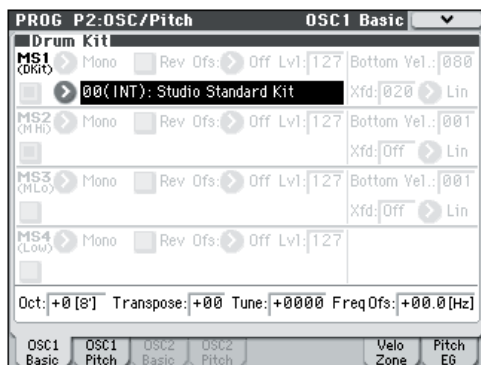 PROG P2:OSC/Pitch OSC1 Basic
Drum Kit
MS1 Mono Rev Ofs: Off Lvl:127 Bottom Vel.:080
(DKit)
00(INT): Studio Standard Kit Xfd:020 Lin
MS2 Mono Rev Ofs: Off Lvl:127 Bottom Vel.:001
(M Hi)
Xfd:Off Lin
MS3 Mono Rev Ofs: Off Lvl:127 Bottom Vel.:001
(MLo)
Xfd:Off Lin
MS4 Mono Rev Ofs: Off Lvl:127
(Low)
Oct:+0[8'] Transpose:+00 Tune:+0000 FreqOfs:+00.0[Hz]
OSC1 Basic OSC1 Pitch OSC2 Basic OSC2 Pitch Velo Zone Pitch EG